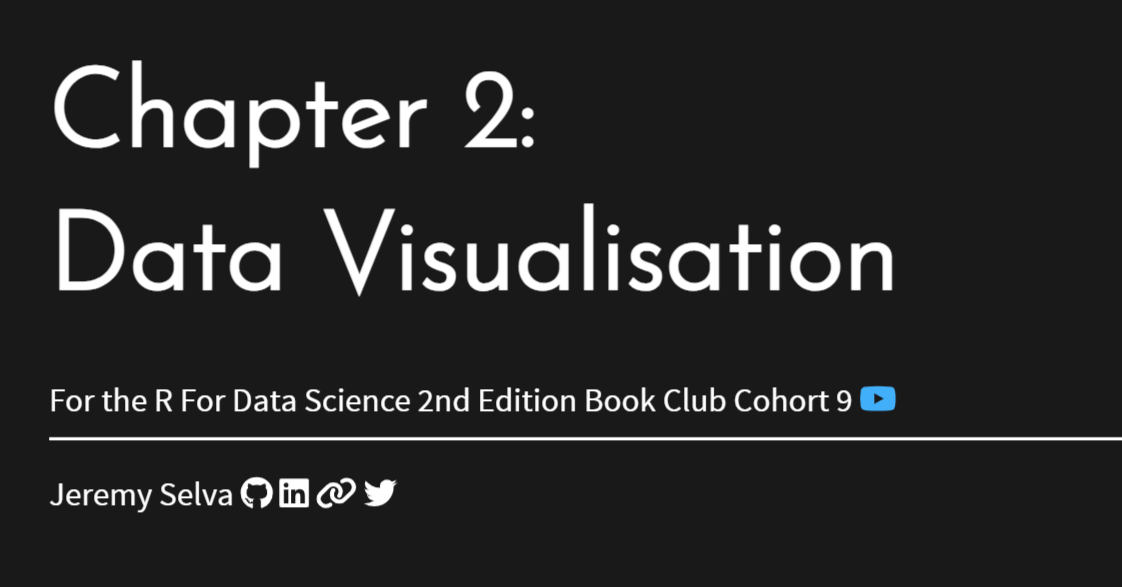 Chapter 2:
Data Visualisation
For the R For Data Science 2nd Edition Book Club Cohort 9
Jeremy Selva